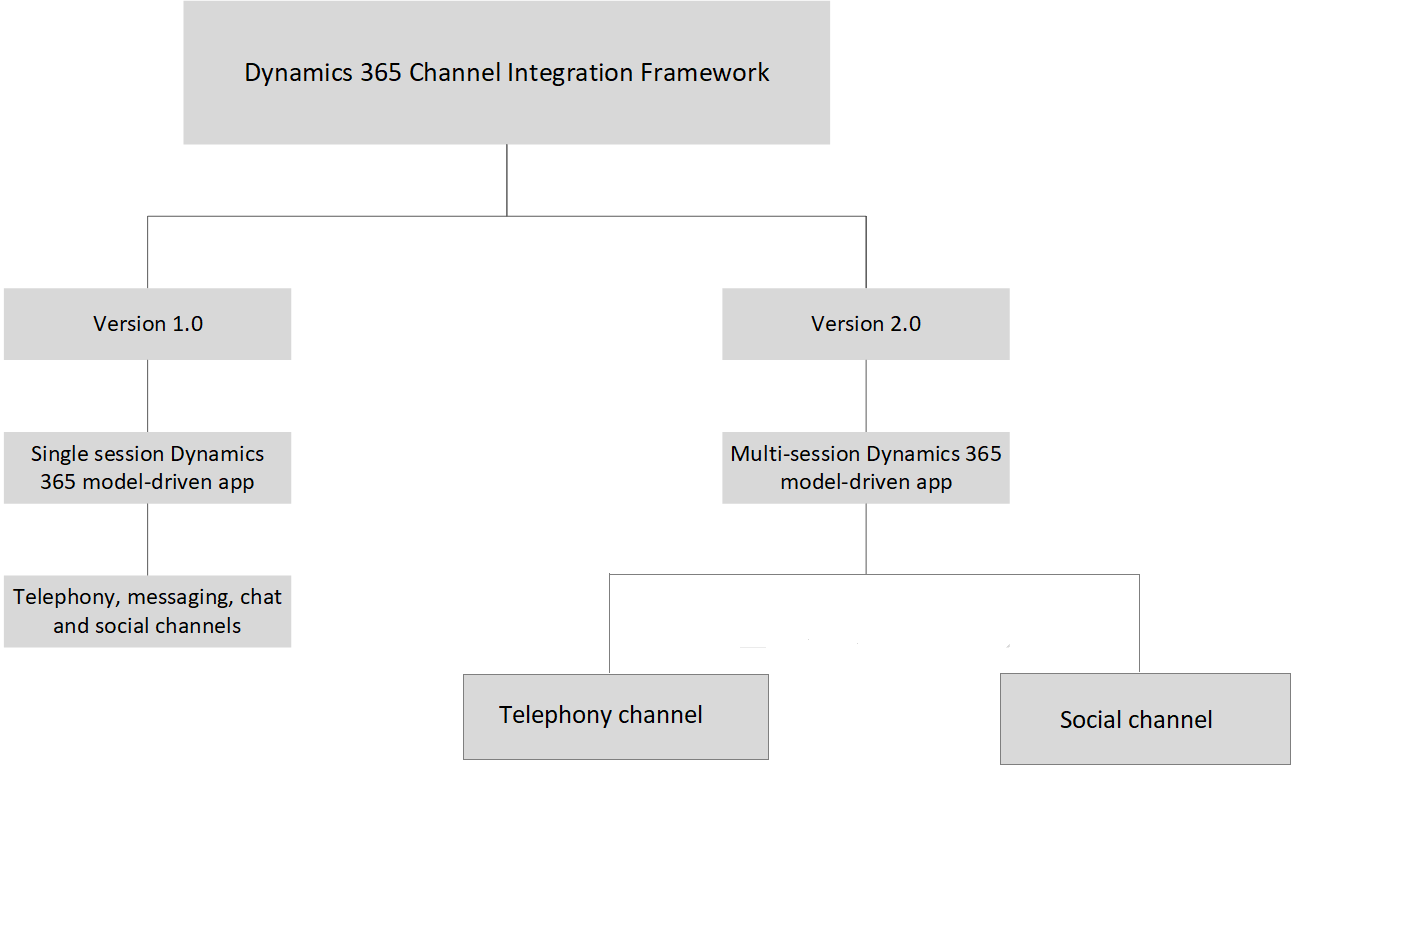 Dynamics 365 Channel Integration Framework
Version 1.0
Version 2.0
Single session Dynamics
365 model-driven app
Multi-session Dynamics 365
model-driven app
Telephony, messaging, chat
and social channels
Telephony channel
Social channel